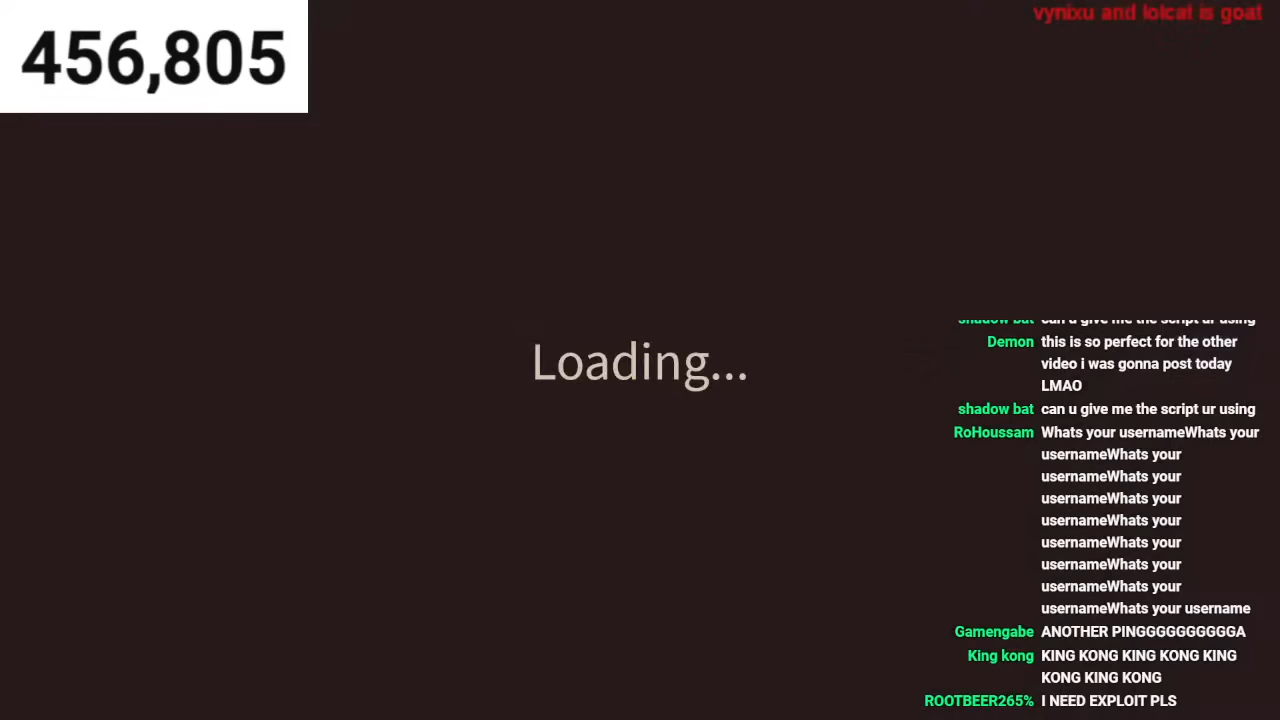 456,805
vynixu and lolcat is goat
Loading...
shadow bat can u give me the script ur using
Demon this is so perfect for the other
video i was gonna post today
LMAO
shadow bat can u give me the script ur using
RoHoussam Whats your usernameWhats your
usernameWhats your
usernameWhats your
usernameWhats your
usernameWhats your
usernameWhats your
usernameWhats your
usernameWhats your
usernameWhats your username
Gamengabe ANOTHER PINGGGGGGGGGGA
King kong KING KONG KING KONG KING
KONG KING KONG
ROOTBEER265% I NEED EXPLOIT PLS